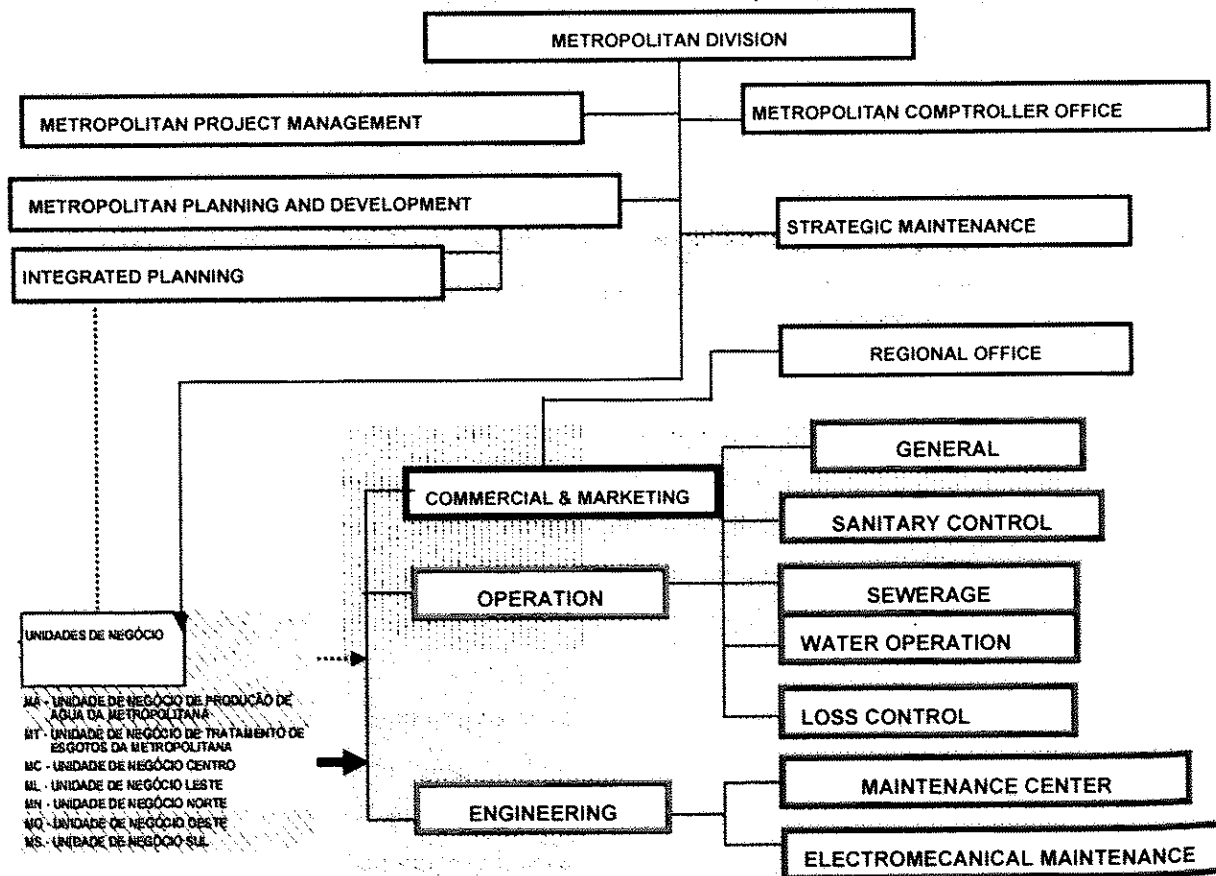 METROPOLITAN DIVISION
METROPOLITAN PROJECT MANAGEMENT
METROPOLITAN COMPTROLLER OFFICE
METROPOLITAN PLANNING AND DEVELOPMENT
STRATEGIC MAINTENANCE
INTEGRATED PLANNING
REGIONAL OFFICE
GENERAL
COMMERCIAL & MARKETING
SANITARY CONTROL
OPERATION
SEWERAGE
WATER OPERATION
LOSS CONTROL
UNIDADES DE NEGÓCIO
MA - UNIDADE DE NEGÓCIO DE PRODUÇÃO DE
ÁGUA DA METROPOLITANA
MT - UNIDADE DE NEGÓCIO DE TRATAMENTO DE
ESGOTOS DA METROPOLITANA
MC - UNIDADE DE NEGÓCIO CENTRO
ML - UNIDADE DE NEGÓCIO LESTE
MN - UNIDADE DE NEGÓCIO NORTE
MO - UNIDADE DE NEGÓCIO OESTE
MS - UNIDADE DE NEGÓCIO SUL
MAINTENANCE CENTER
ENGINEERING
ELECTROMECANICAL MAINTENANCE